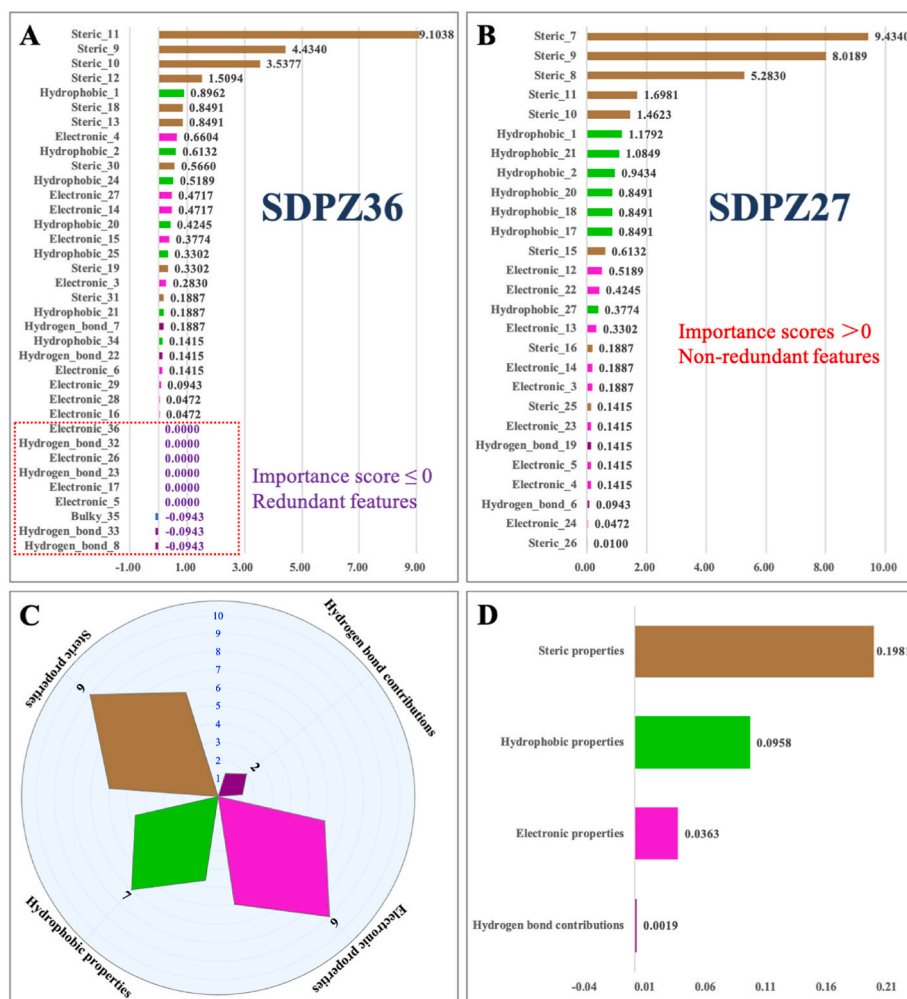 A
Steric_11 9.1038
Steric_9 4.4340
Steric_10 3.5377
Steric_12 1.5094
Hydrophobic_1 0.8962
Steric_18 0.8491
Steric_13 0.8491
Electronic_4 0.6604
Hydrophobic_2 0.6132
Steric_30 0.5660
Hydrophobic_24 0.5189
Electronic_27 0.4717
Electronic_14 0.4717
Hydrophobic_20 0.4245
Electronic_15 0.3774
Hydrophobic_25 0.3302
Steric_19 0.3302
Electronic_3 0.2830
Steric_31 0.1887
Hydrophobic_21 0.1887
Hydrogen_bond_7 0.1887
Hydrophobic_34 0.1415
Hydrogen_bond_22 0.1415
Electronic_6 0.1415
Electronic_29 0.0943
Electronic_28 0.0472
Electronic_16 0.0472
Electronic_36 0.0000
Hydrogen_bond_32 0.0000
Electronic_26 0.0000
Hydrogen_bond_23 0.0000
Electronic_17 0.0000
Electronic_5 0.0000
Bulky_35 -0.0943
Hydrogen_bond_33 -0.0943
Hydrogen_bond_8 -0.0943
-1.00 1.00 3.00 5.00 7.00 9.00
SDPZ36
Importance score ≤ 0
Redundant features
B
Steric_7 9.4340
Steric_9 8.0189
Steric_8 5.2830
Steric_11 1.6981
Steric_10 1.4623
Hydrophobic_1 1.1792
Hydrophobic_21 1.0849
Hydrophobic_2 0.9434
Hydrophobic_20 0.8491
Hydrophobic_18 0.8491
Hydrophobic_17 0.8491
Steric_15 0.6132
Electronic_12 0.5189
Electronic_22 0.4245
Hydrophobic_27 0.3774
Electronic_13 0.3302
Steric_16 0.1887
Electronic_14 0.1887
Electronic_3 0.1887
Steric_25 0.1415
Electronic_23 0.1415
Hydrogen_bond_19 0.1415
Electronic_5 0.1415
Electronic_4 0.1415
Hydrogen_bond_6 0.0943
Electronic_24 0.0472
Steric_26 0.0100
0.00 2.00 4.00 6.00 8.00 10.00
SDPZ27
Importance scores >0
Non-redundant features
C
10
9
8
7
6
5
4
3
2
1
Steric properties
9
Hydrogen bond contributions
2
Hydrophobic properties
7
Electronic properties
9
D
Steric properties 0.1981
Hydrophobic properties 0.0958
Electronic properties 0.0363
Hydrogen bond contributions 0.0019
-0.04 0.01 0.06 0.11 0.16 0.21